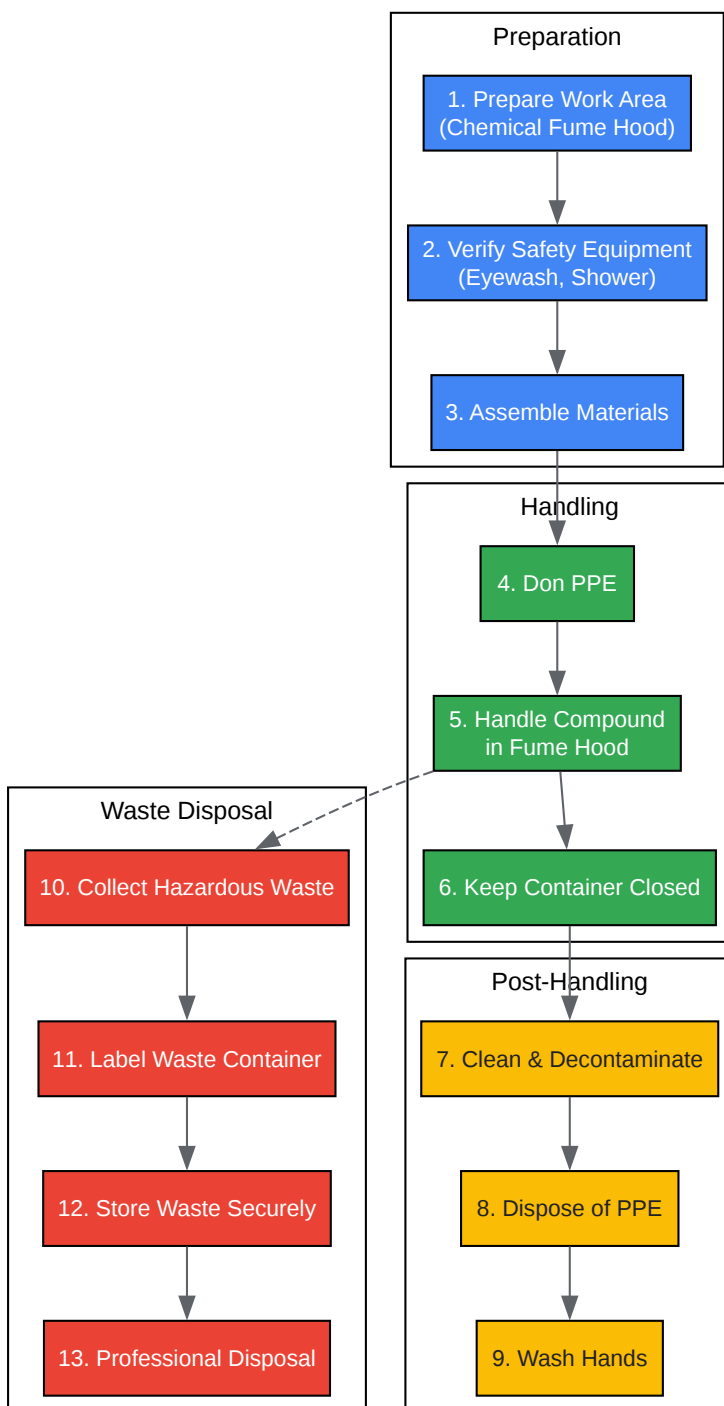 Preparation
1. Prepare Work Area
(Chemical Fume Hood)
2. Verify Safety Equipment
(Eyewash, Shower)
3. Assemble Materials
Handling
4. Don PPE
5. Handle Compound
in Fume Hood
6. Keep Container Closed
Post-Handling
7. Clean & Decontaminate
8. Dispose of PPE
9. Wash Hands
Waste Disposal
10. Collect Hazardous Waste
11. Label Waste Container
12. Store Waste Securely
13. Professional Disposal